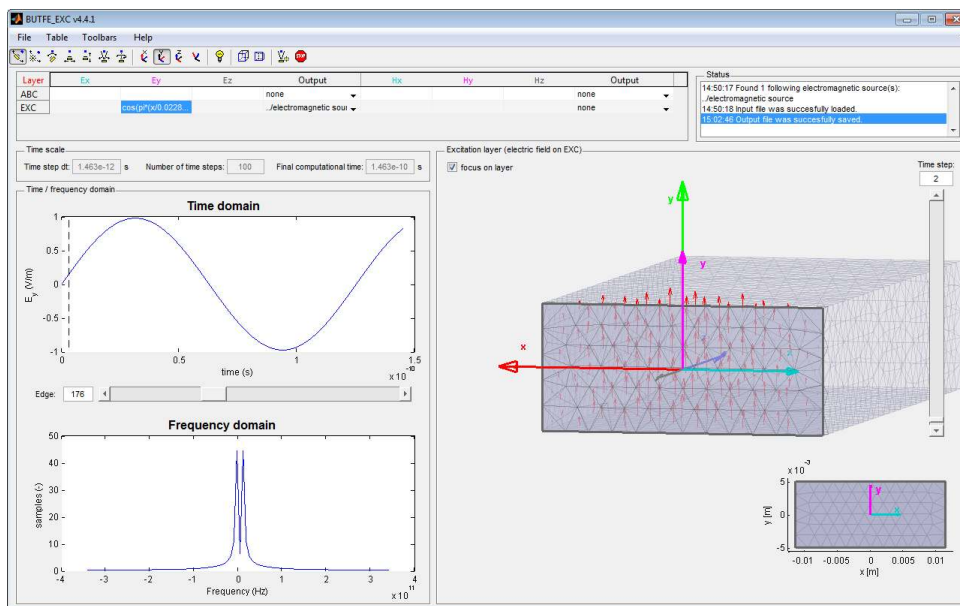 BUTFE_EXC v4.4.1
File Table Toolbars Help
Layer Ex Ey Ez Output Hx Hy Hz Output
ABC none none
EXC cos(pi*(x/0.0228... ../electromagnetic sour none
Status
14:50:17 Found 1 following electromagnetic source(s):
./electromagnetic source
14:50:18 Input file was succesfully loaded.
15:02:46 Output file was succesfully saved.
Time scale
Time step dt: 1.463e-12 s Number of time steps: 100 Final computational time: 1.463e-10 s
Time / frequency domain
Time domain
1
0.5
0
-0.5
-1
E_y (V/m)
0 0.5 1 1.5
time (s)
x 10^-10
Edge: 176
Frequency domain
50
40
30
20
10
0
samples (-)
-4 -3 -2 -1 0 1 2 3 4
Frequency (Hz)
x 10^11
Excitation layer (electric field on EXC)
focus on layer
Time step:
2
y
y
x
x
x 10^-3
5
0
-5
y [m]
y
x
-0.01 -0.005 0 0.005 0.01
x [m]